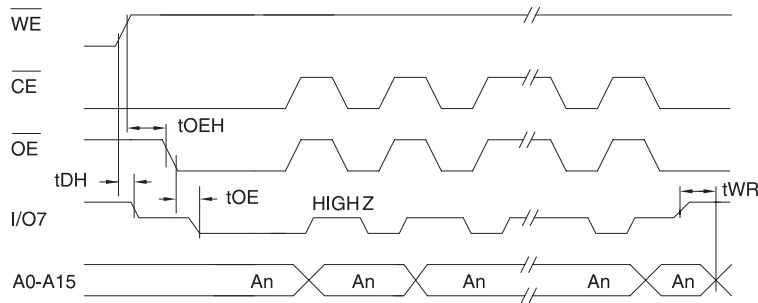 WE
CE
tOEH
OE
tDH
tOE
HIGH Z
tWR
I/O7
A0-A15
An An An An An